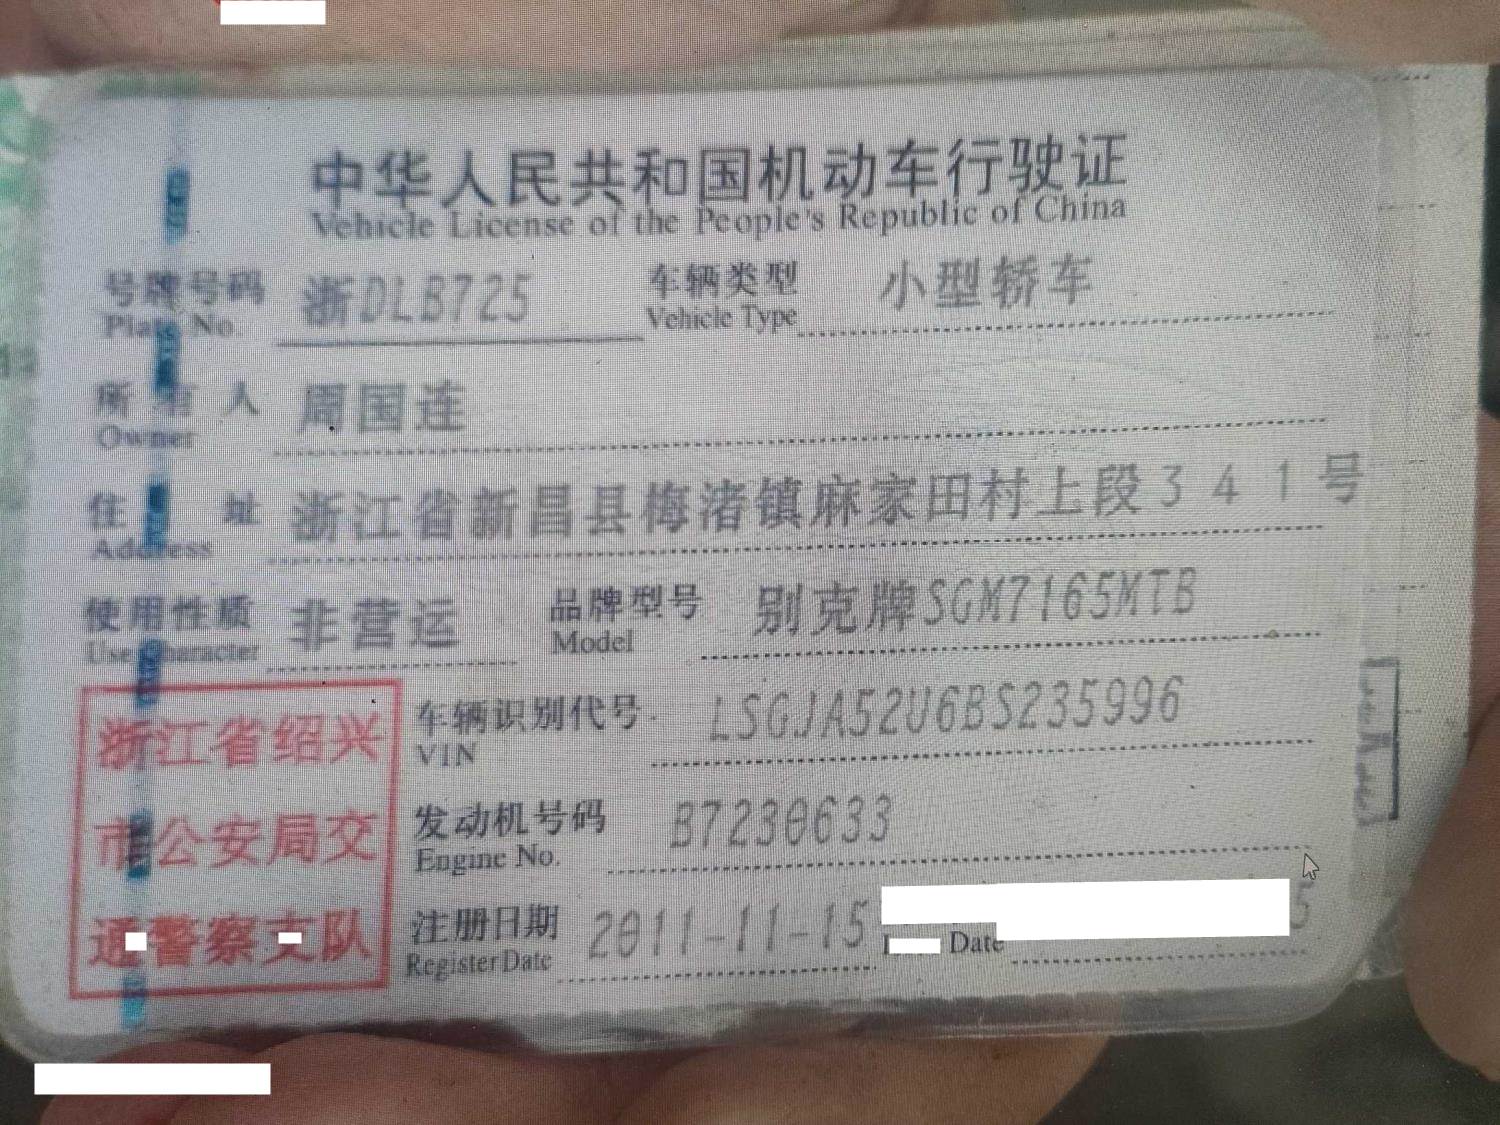 中华人民共和国机动车行驶证
Vehicle License of the People's Republic of China
号牌号码 浙DLB725 车辆类型 小型轿车
Plate No. Vehicle Type
所有人 周国连
Owner
住址 浙江省新昌县梅渚镇麻家田村上段341号
Address
使用性质 非营运 品牌型号 别克牌SGM7165MTB
Use Character Model
浙江省绍兴
市公安局交
通警察支队
车辆识别代号 LSGJA52U6BS235996
VIN
发动机号码 B7230633
Engine No.
注册日期 2011-11-15
Register Date Date